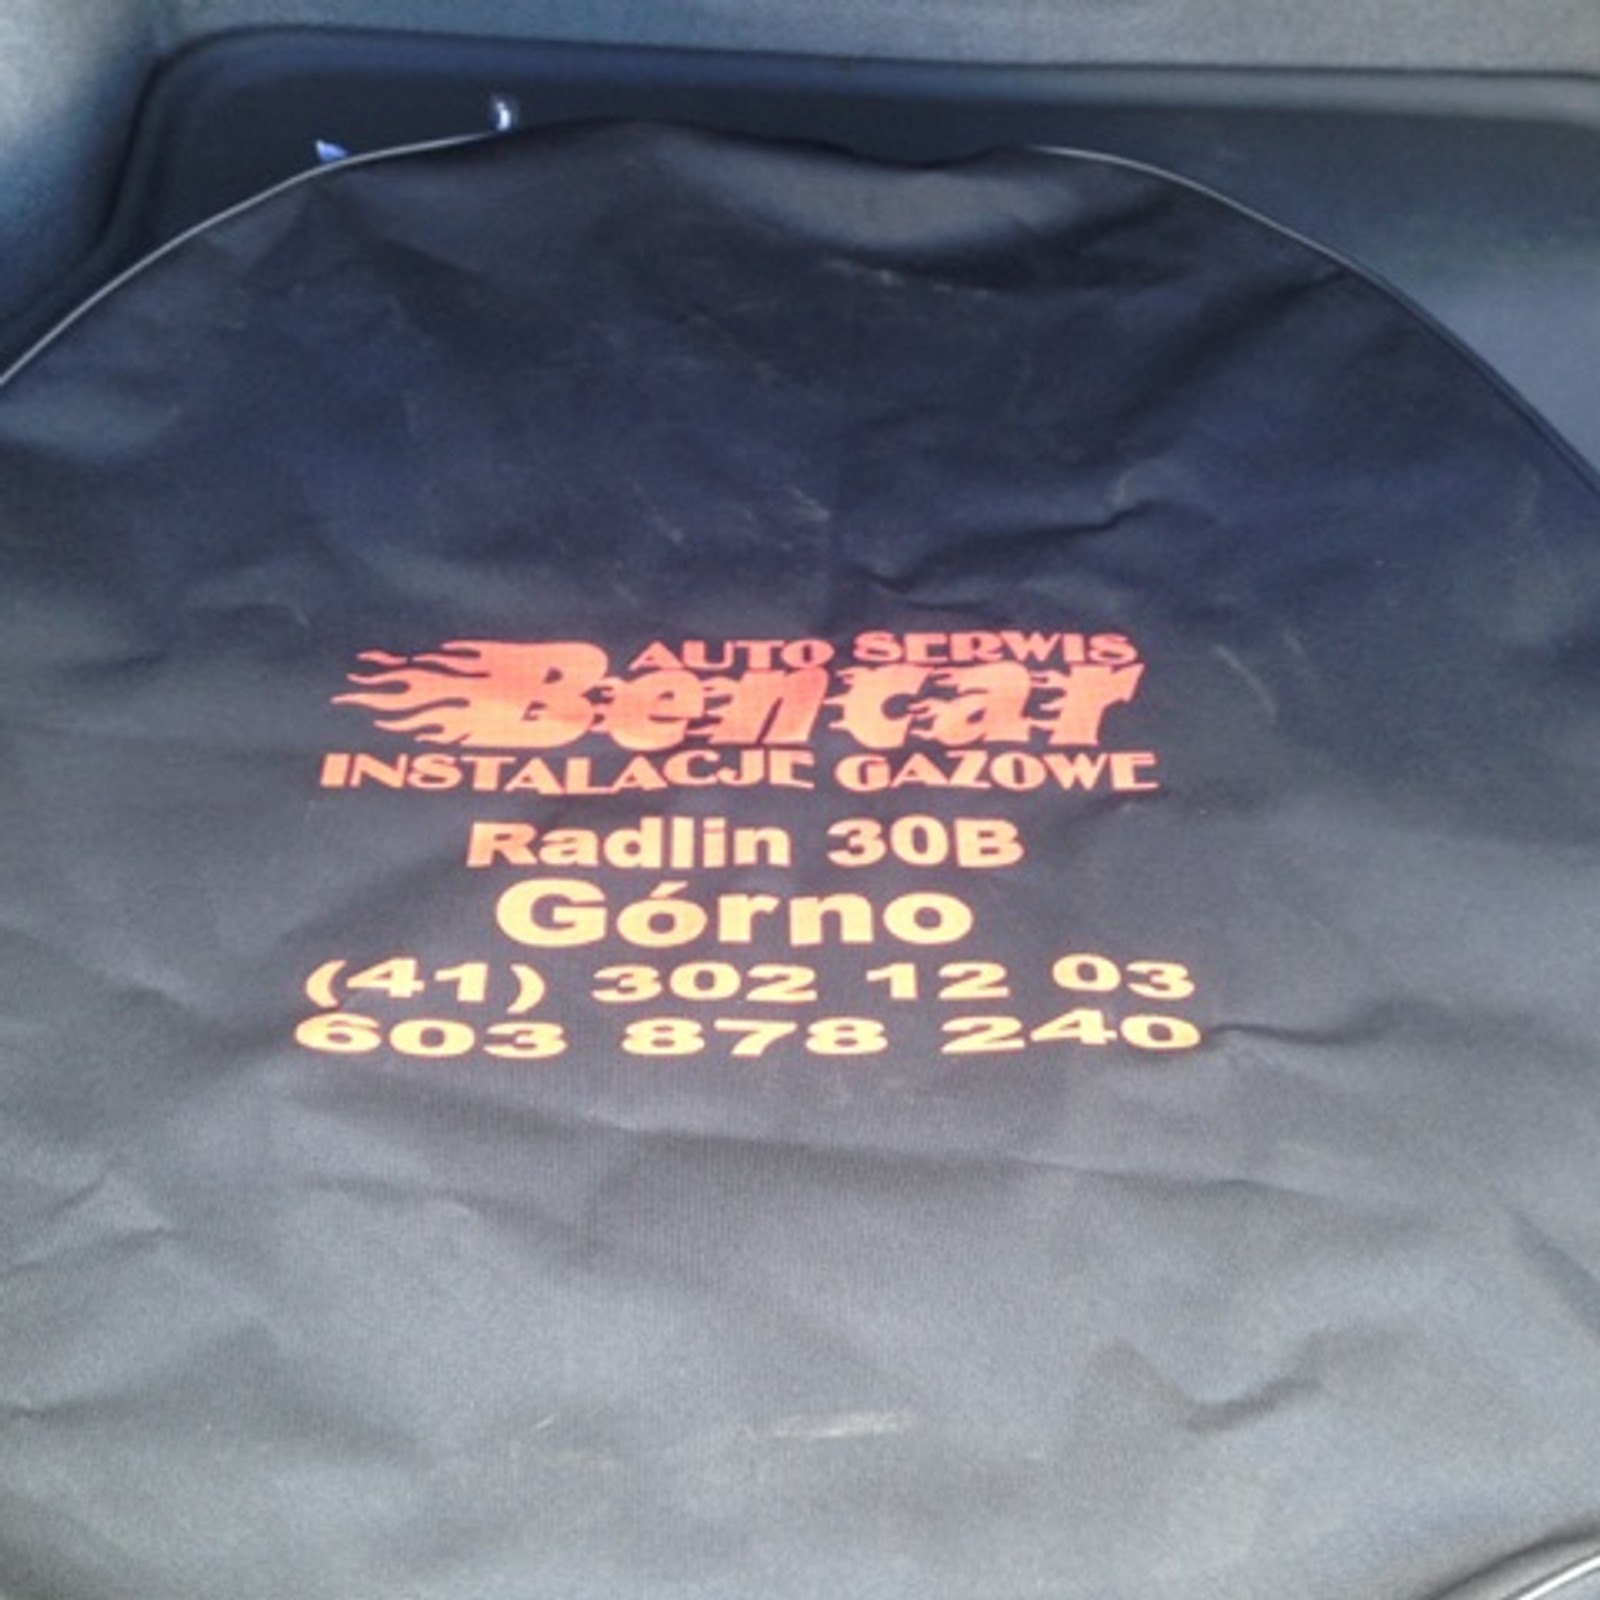 AUTO SERWIS
Bencar
INSTALACJE GAZOWE
Radlin 30B
Górno
(41) 302 12 03
603 878 240